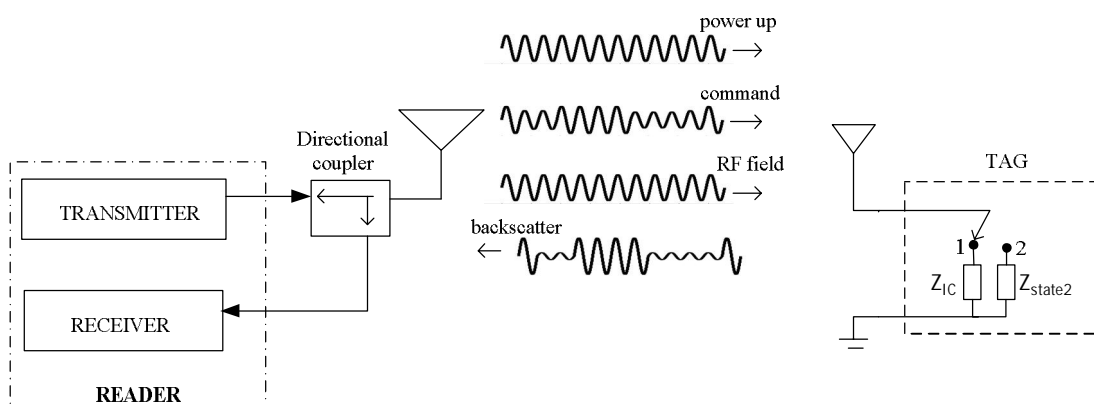 power up
command
Directional
coupler
RF field
TAG
TRANSMITTER
backscatter
1
2
Z_IC
Z_state2
RECEIVER
READER